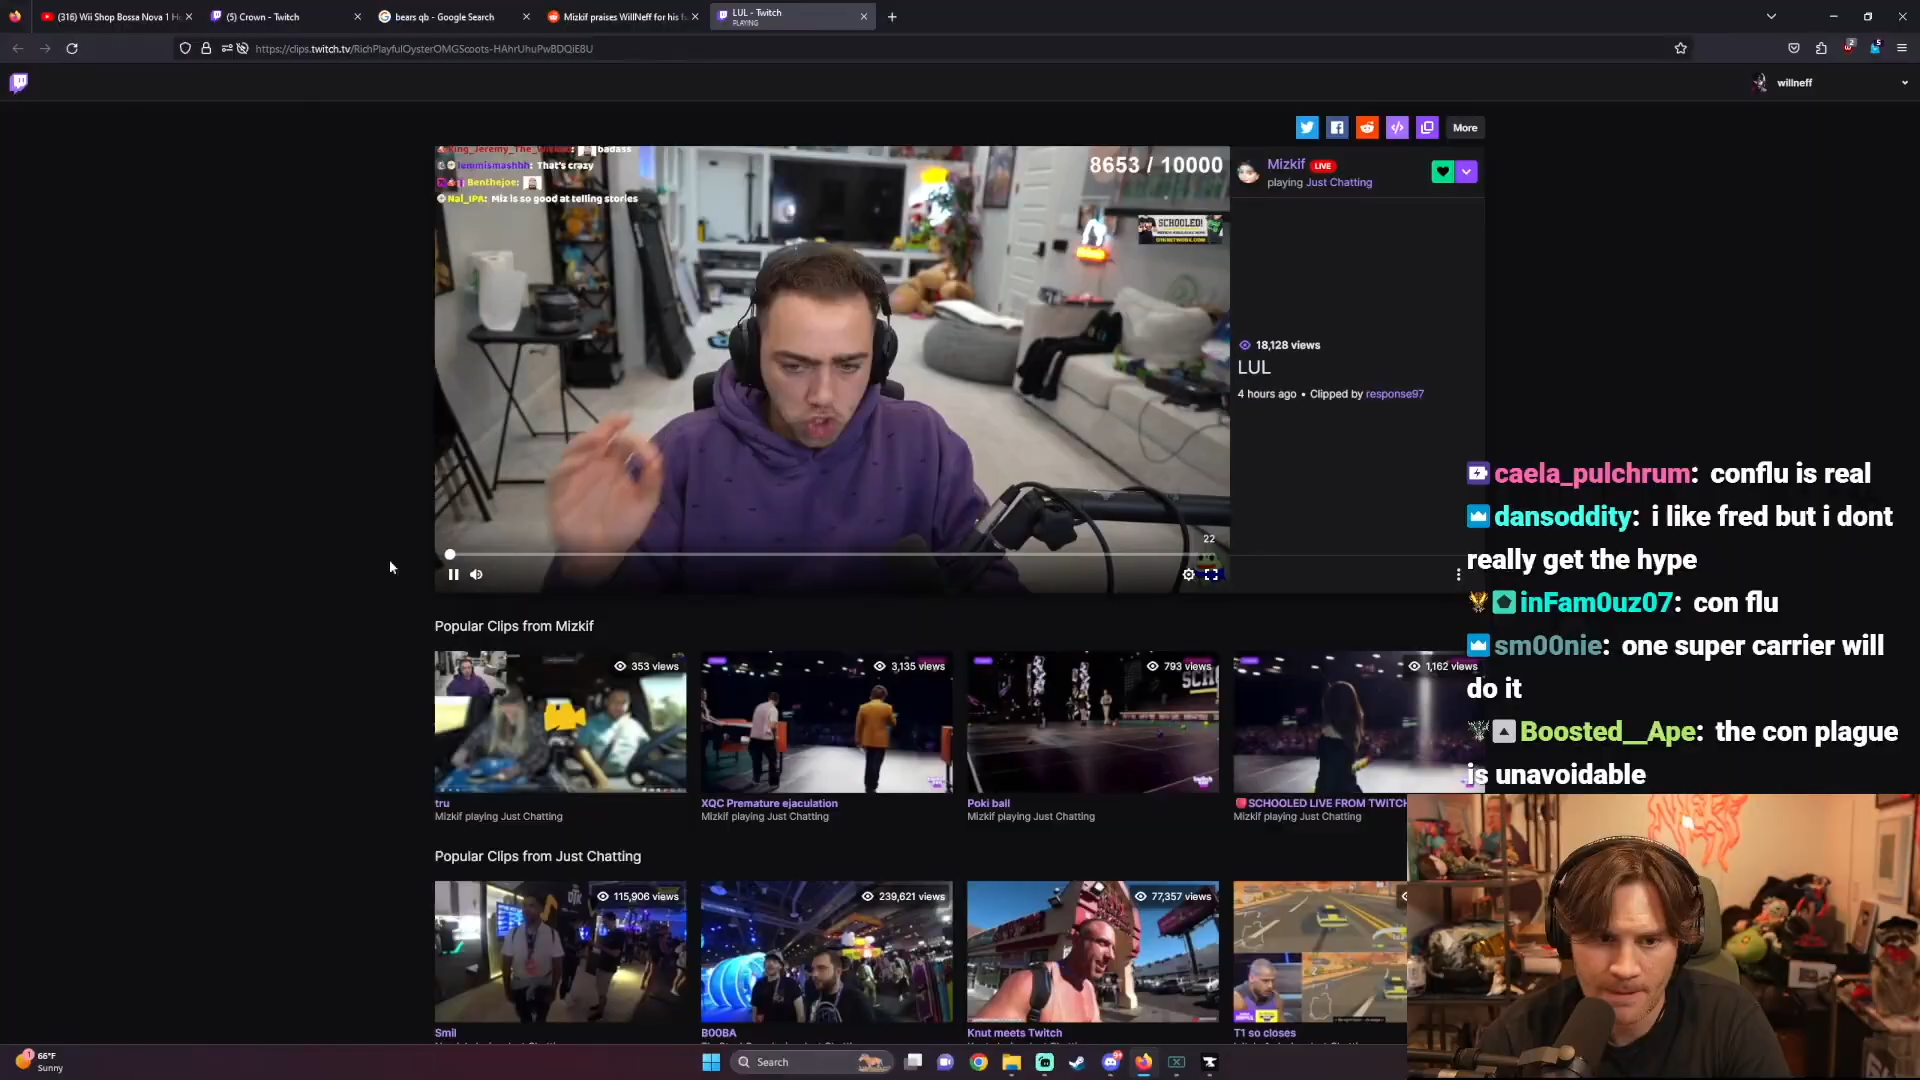 (316) Wii Shop Bossa Nova 1 H
(5) Crown - Twitch
bears qb - Google Search
Mizkif praises WillNeff for his f
LUL - Twitch
PLAYING
https://clips.twitch.tv/RichPlayfulOysterOMGScoots-HAhrUhuPwBDQiE8U
willneff
More
badass
lemmismashhh: That's crazy
Benthejoe:
Nal_IPA: Miz is so good at telling stories
8653 / 10000
SCHOOLED!
Mizkif LIVE
playing Just Chatting
18,128 views
LUL
4 hours ago • Clipped by response97
22
caela_pulchrum: conflu is real
dansoddity: i like fred but i dont
really get the hype
inFam0uz07: con flu
sm00nie: one super carrier will
do it
Boosted__Ape: the con plague
is unavoidable
Popular Clips from Mizkif
353 views
3,135 views
793 views
1,162 views
tru
XQC Premature ejaculation
Poki ball
SCHOOLED LIVE FROM TWITCH
Mizkif playing Just Chatting
Mizkif playing Just Chatting
Mizkif playing Just Chatting
Mizkif playing Just Chatting
Popular Clips from Just Chatting
115,906 views
239,621 views
77,357 views
Smil
B00BA
Knut meets Twitch
T1 so closes
66°F
Sunny
Search